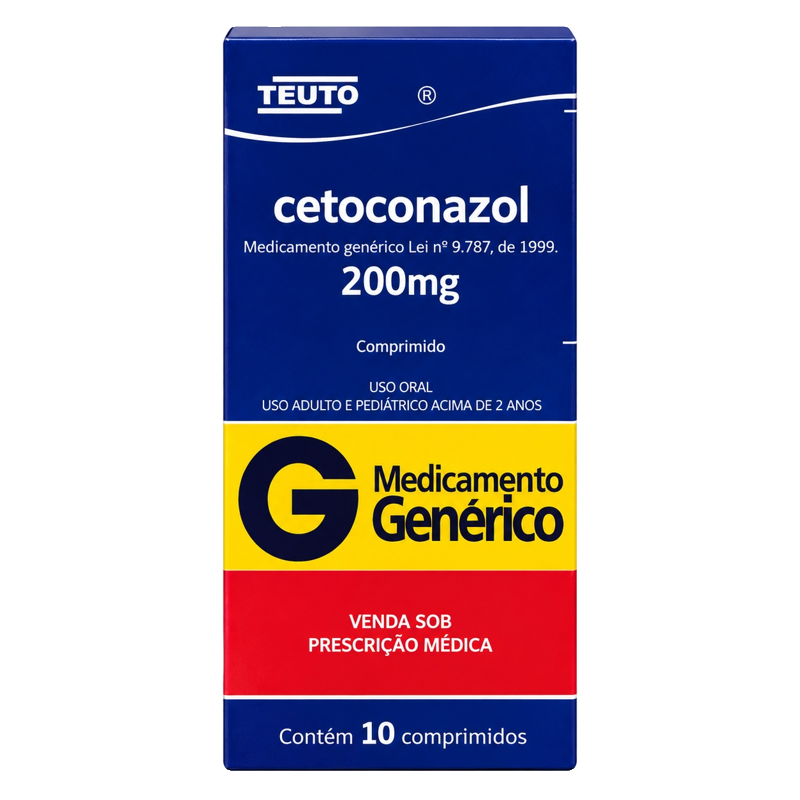 TEUTO ®
cetoconazol
Medicamento genérico Lei nº 9.787, de 1999.
200mg
Comprimido
USO ORAL
USO ADULTO E PEDIÁTRICO ACIMA DE 2 ANOS
G
Medicamento
Genérico
VENDA SOB
PRESCRIÇÃO MÉDICA
Contém 10 comprimidos